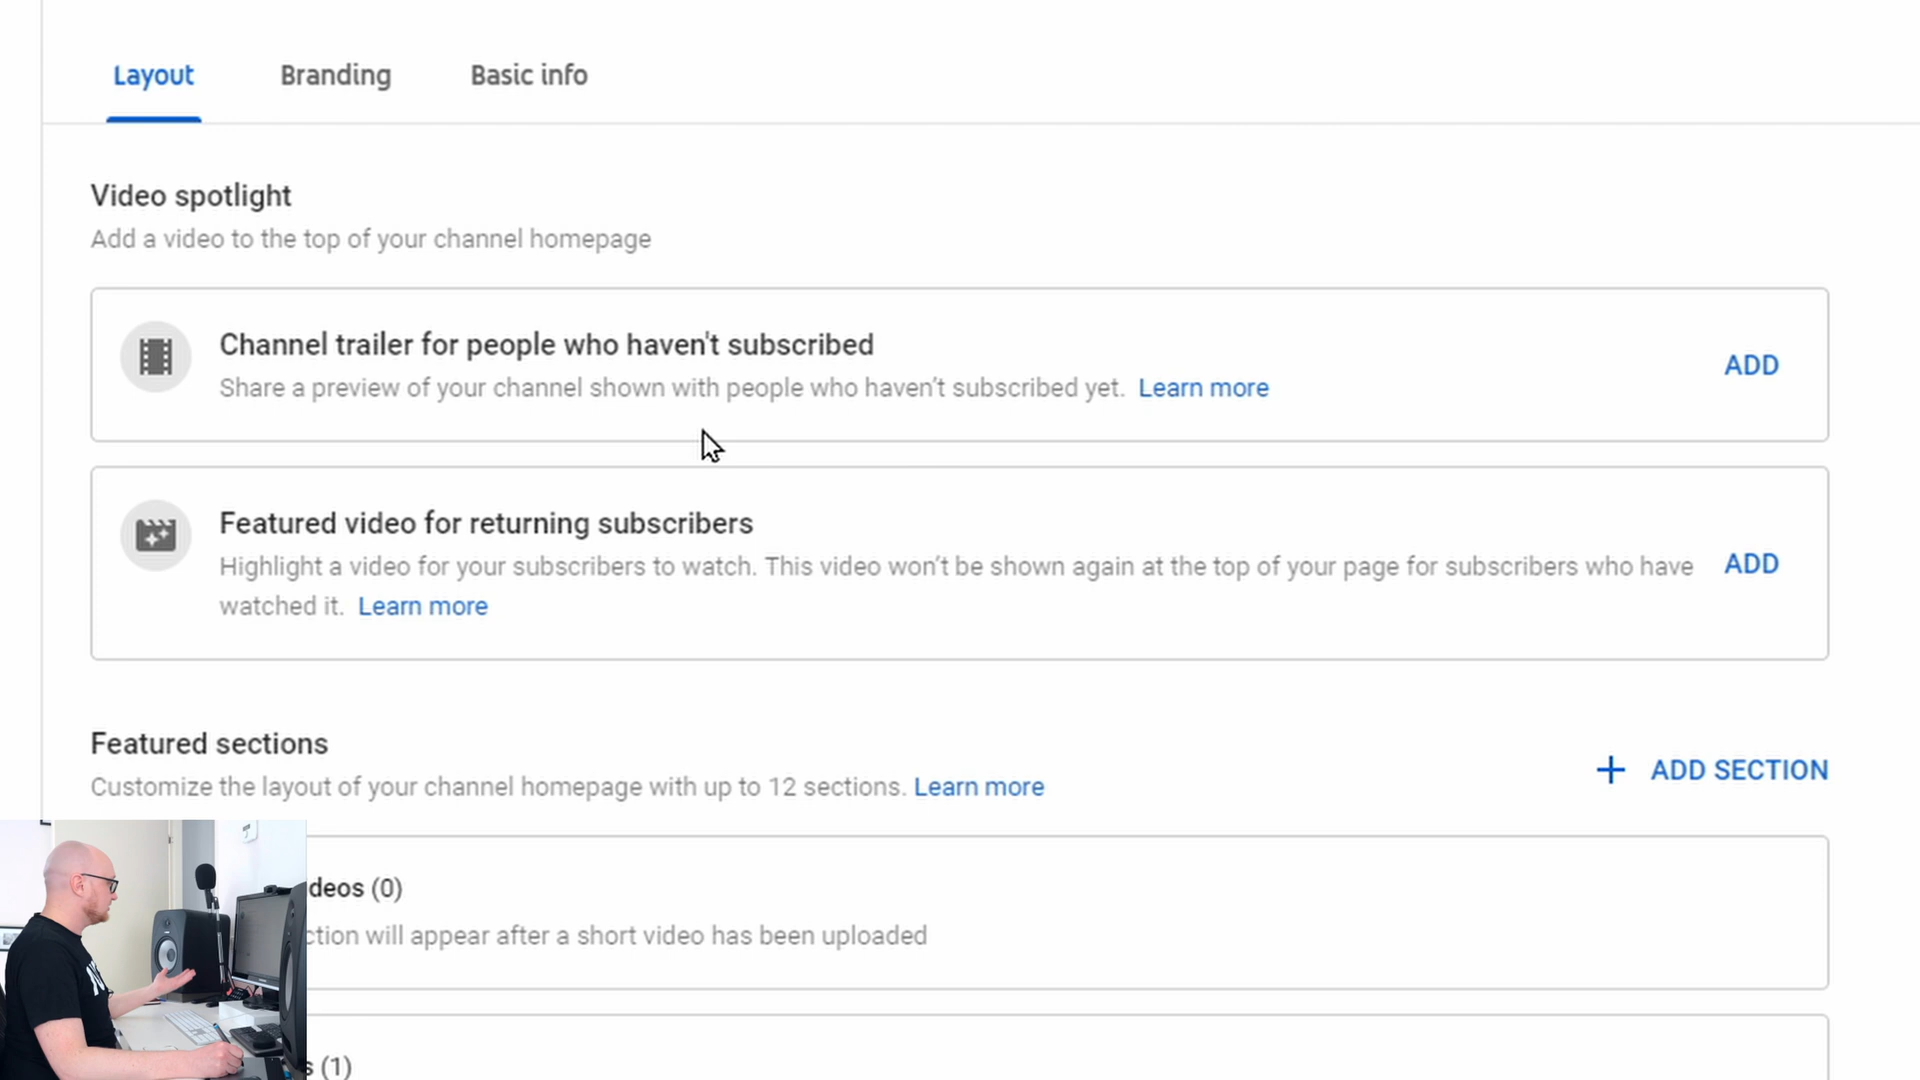 Layout Branding Basic info
Video spotlight
Add a video to the top of your channel homepage
Channel trailer for people who haven't subscribed
Share a preview of your channel shown with people who haven’t subscribed yet. Learn more
ADD
Featured video for returning subscribers
Highlight a video for your subscribers to watch. This video won’t be shown again at the top of your page for subscribers who have
watched it. Learn more
ADD
Featured sections
Customize the layout of your channel homepage with up to 12 sections. Learn more
+ ADD SECTION
deos (0)
ction will appear after a short video has been uploaded
s (1)